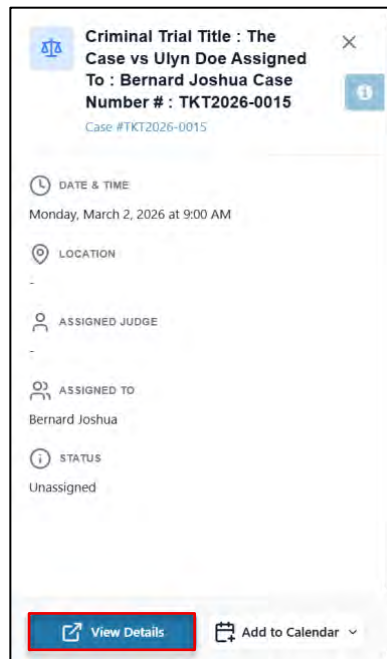 Criminal Trial Title : The
Case vs Ulyn Doe Assigned
To : Bernard Joshua Case
Number # : TKT2026-0015
Case #TKT2026-0015
DATE & TIME
Monday, March 2, 2026 at 9:00 AM
LOCATION
-
ASSIGNED JUDGE
-
ASSIGNED TO
Bernard Joshua
STATUS
Unassigned
View Details
Add to Calendar